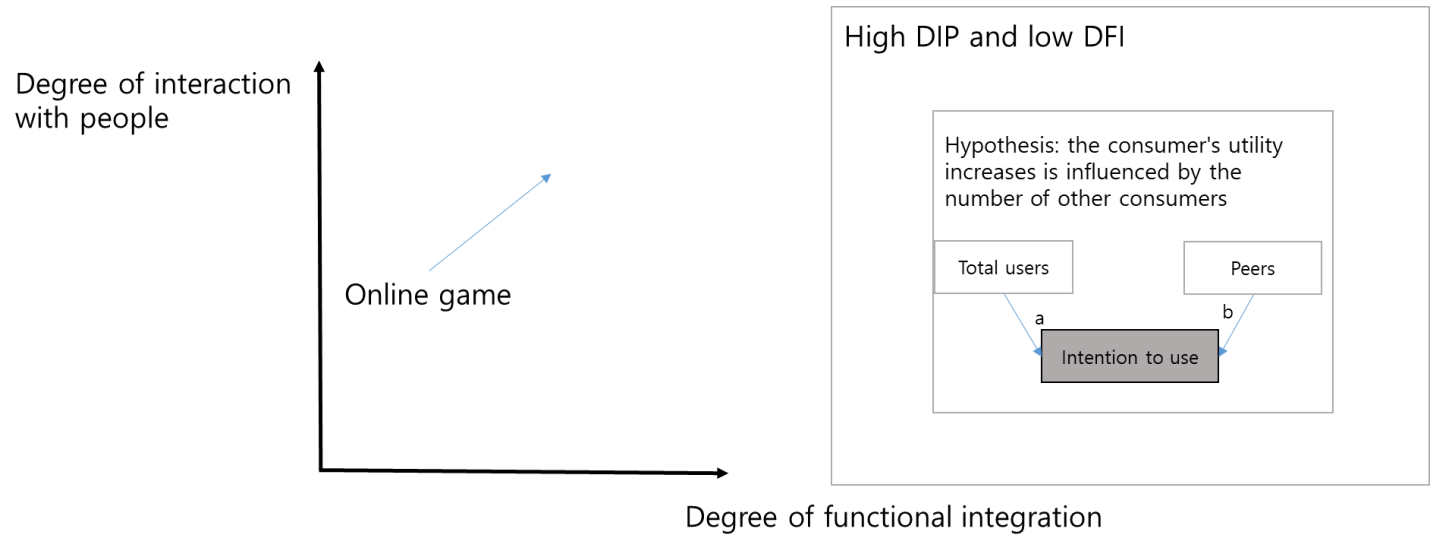 Degree of interaction
with people
Online game
Degree of functional integration
High DIP and low DFI
Hypothesis: the consumer's utility
increases is influenced by the
number of other consumers
Total users
Peers
a
b
Intention to use